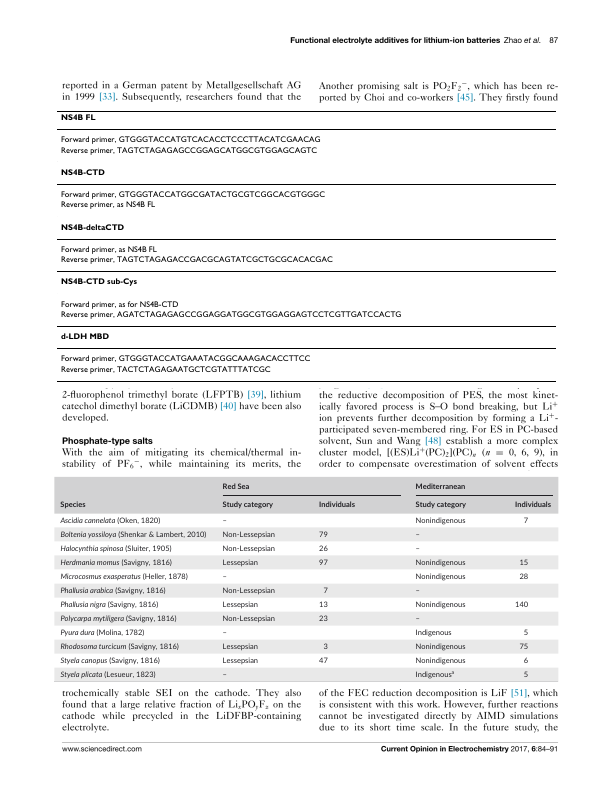 Functional electrolyte additives for lithium-ion batteries Zhao et al. 87
reported in a German patent by Metallgesellschaft AG
in 1999 [33]. Subsequently, researchers found that the
Another promising salt is PO₂F₂⁻, which has been re-
ported by Choi and co-workers [45]. They firstly found
NS4B FL
Forward primer, GTGGGTACCATGTCACACCTCCCTTACATCGAACAG
Reverse primer, TAGTCTAGAGAGCCGGAGCATGGCGTGGAGCAGTC
NS4B-CTD
Forward primer, GTGGGTACCATGGCGATACTGCGTCGGCACGTGGGC
Reverse primer, as NS4B FL
NS4B-deltaCTD
Forward primer, as NS4B FL
Reverse primer, TAGTCTAGAGACCGACGCAGTATCGCTGCGCACACGAC
NS4B-CTD sub-Cys
Forward primer, as for NS4B-CTD
Reverse primer, AGATCTAGAGAGCCGGAGGATGGCGTGGAGGAGTCCTCGTTGATCCACTG
d-LDH MBD
Forward primer, GTGGGTACCATGAAATACGGCAAAGACACCTTCC
Reverse primer, TACTCTAGAGAATGCTCGTATTTATCGC
2-fluorophenol trimethyl borate (LFPTB) [39], lithium
catechol dimethyl borate (LiCDMB) [40] have been also
developed.
Phosphate-type salts
With the aim of mitigating its chemical/thermal in-
stability of PF₆⁻, while maintaining its merits, the
the reductive decomposition of PES, the most kinet-
ically favored process is S–O bond breaking, but Li⁺
ion prevents further decomposition by forming a Li⁺-
participated seven-membered ring. For ES in PC-based
solvent, Sun and Wang [48] establish a more complex
cluster model, [(ES)Li⁺(PC)₂](PC)ₙ (n = 0, 6, 9), in
order to compensate overestimation of solvent effects
Red Sea Mediterranean
Species Study category Individuals Study category Individuals
Ascidia cannelata (Oken, 1820) – Nonindigenous 7
Boltenia yossiloya (Shenkar & Lambert, 2010) Non-Lessepsian 79 –
Halocynthia spinosa (Sluiter, 1905) Non-Lessepsian 26 –
Herdmania momus (Savigny, 1816) Lessepsian 97 Nonindigenous 15
Microcosmus exasperatus (Heller, 1878) – Nonindigenous 28
Phallusia arabica (Savigny, 1816) Non-Lessepsian 7 –
Phallusia nigra (Savigny, 1816) Lessepsian 13 Nonindigenous 140
Polycarpa mytiligera (Savigny, 1816) Non-Lessepsian 23 –
Pyura dura (Molina, 1782) – Indigenous 5
Rhodosoma turcicum (Savigny, 1816) Lessepsian 3 Nonindigenous 75
Styela canopus (Savigny, 1816) Lessepsian 47 Nonindigenous 6
Styela plicata (Lesueur, 1823) – Indigenousᵃ 5
trochemically stable SEI on the cathode. They also
found that a large relative fraction of LiₓPOᵧF_z on the
cathode while precycled in the LiDFBP-containing
electrolyte.
of the FEC reduction decomposition is LiF [51], which
is consistent with this work. However, further reactions
cannot be investigated directly by AIMD simulations
due to its short time scale. In the future study, the
www.sciencedirect.com Current Opinion in Electrochemistry 2017, 6:84–91